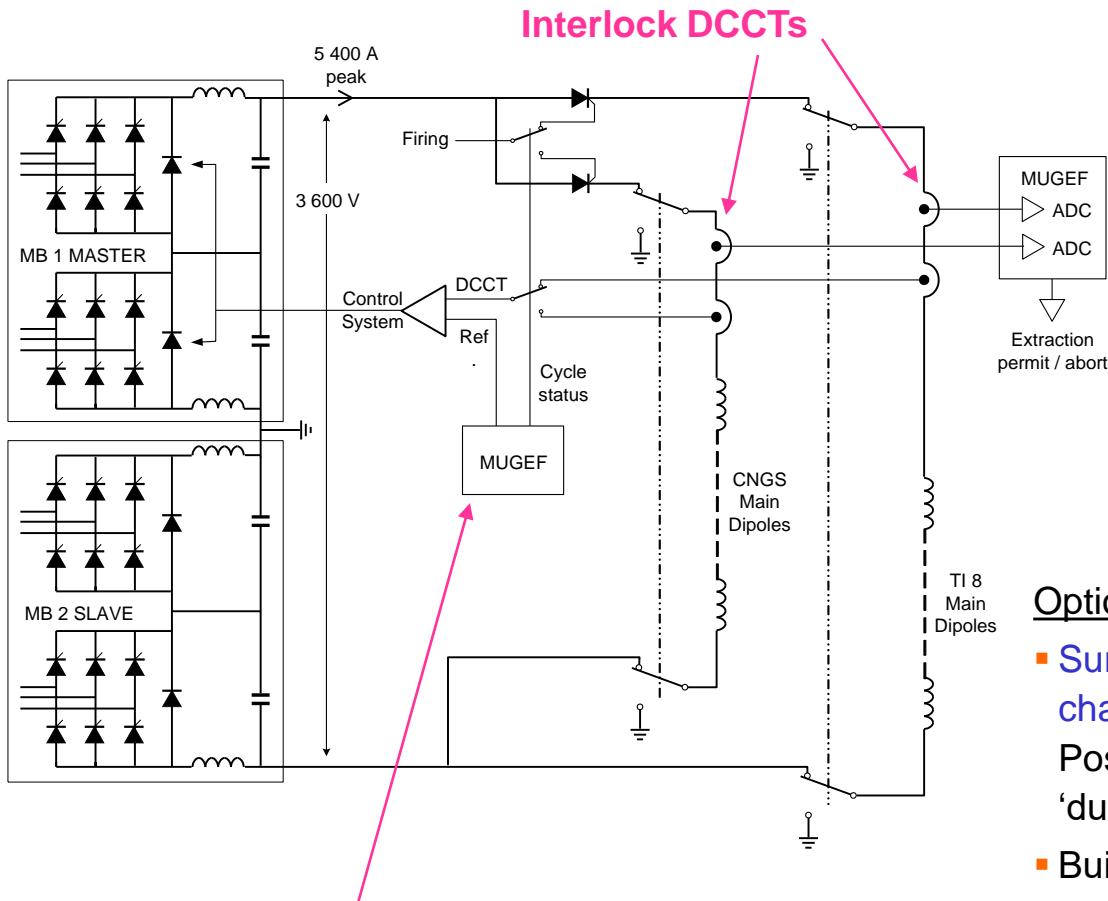 Interlock DCCTs
5 400 A
peak
Firing
3 600 V
MB 1 MASTER
MUGEF
ADC
ADC
Extraction
permit / abort
DCCT
Control
System
Ref
.
Cycle
status
MUGEF
CNGS
Main
Dipoles
TI 8
Main
Dipoles
MB 2 SLAVE